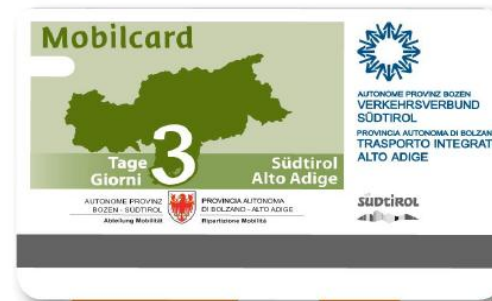 Mobilcard
Tage
Giorni
3
Südtirol
Alto Adige
AUTONOME PROVINZ
BOZEN - SÜDTIROL
Abteilung Mobilität
PROVINCIA AUTONOMA
DI BOLZANO - ALTO ADIGE
Ripartizione Mobilità
AUTONOME PROVINZ BOZEN
VERKEHRSVERBUND
SÜDTIROL
PROVINCIA AUTONOMA DI BOLZAN
TRASPORTO INTEGRAT
ALTO ADIGE
SÜDTIROL